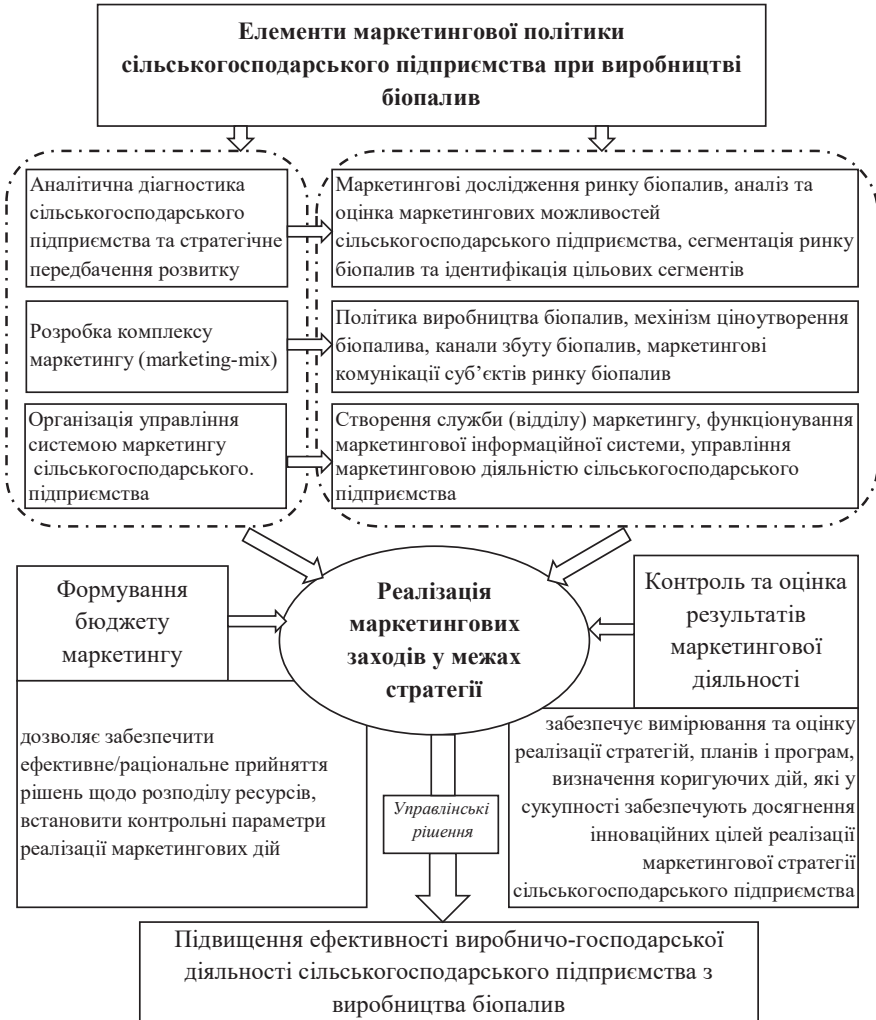 Елементи маркетингової політики
сільськогосподарського підприємства при виробництві
біопалив
Аналітична діагностика
сільськогосподарського
підприємства та стратегічне
передбачення розвитку
Маркетингові дослідження ринку біопалив, аналіз та
оцінка маркетингових можливостей
сільськогосподарського підприємства, сегментація ринку
біопалив та ідентифікація цільових сегментів
Розробка комплексу
маркетингу (marketing-mix)
Політика виробництва біопалив, мехінізм ціноутворення
біопалива, канали збуту біопалив, маркетингові
комунікації суб’єктів ринку біопалив
Організація управління
системою маркетингу
сільськогосподарського.
підприємства
Створення служби (відділу) маркетингу, функціонування
маркетингової інформаційної системи, управління
маркетинговою діяльністю сільськогосподарського
підприємства
Формування
бюджету
маркетингу
Реалізація
маркетингових
заходів у межах
стратегії
Контроль та оцінка
результатів
маркетингової
діяльності
дозволяє забезпечити
ефективне/раціональне прийняття
рішень щодо розподілу ресурсів,
встановити контрольні параметри
реалізації маркетингових дій
Управлінські
рішення
забезпечує вимірювання та оцінку
реалізації стратегій, планів і програм,
визначення коригуючих дій, які у
сукупності забезпечують досягнення
інноваційних цілей реалізації
маркетингової стратегії
сільськогосподарського підприємства
Підвищення ефективності виробничо-господарської
діяльності сільськогосподарського підприємства з
виробництва біопалив